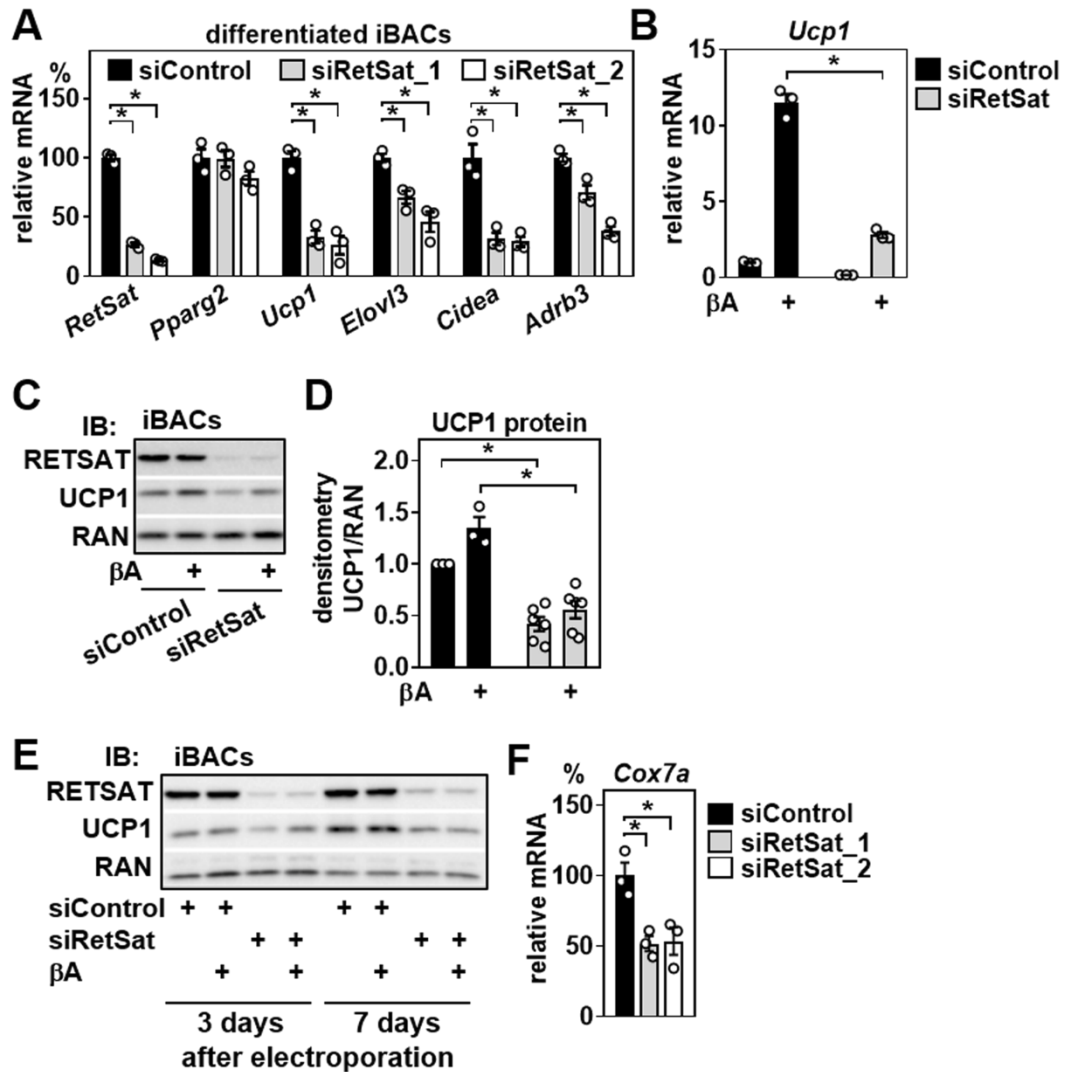 A
differentiated iBACs
% siControl siRetSat_1 siRetSat_2
relative mRNA
150
100
50
0
* * * * * * * * * *
RetSat Pparg2 Ucp1 Elovl3 Cidea Adrb3
B
Ucp1
siControl
siRetSat
relative mRNA
15
10
5
0
*
βA + +
C
IB: iBACs
RETSAT
UCP1
RAN
βA + +
siControl siRetSat
D
UCP1 protein
densitometry
UCP1/RAN
2.0
1.5
1.0
0.5
0.0
* *
βA + +
E
IB: iBACs
RETSAT
UCP1
RAN
siControl + + + +
siRetSat + + + +
βA + + + +
3 days 7 days
after electroporation
F
% Cox7a
relative mRNA
150
100
50
0
* *
siControl
siRetSat_1
siRetSat_2